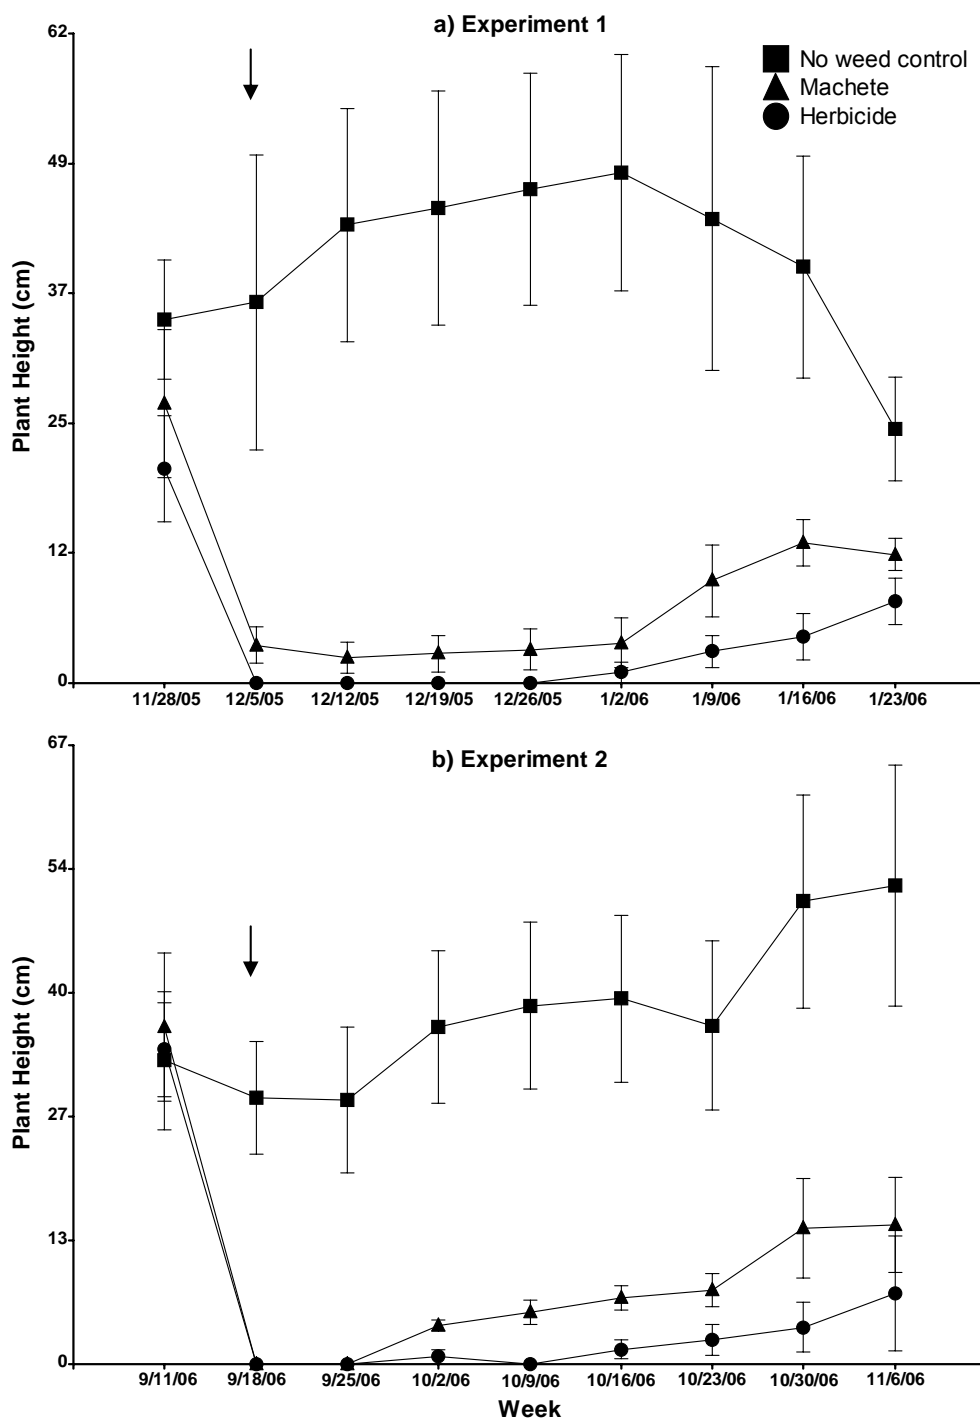 a) Experiment 1
62
No weed control
Machete
Herbicide
49
37
25
12
0
Plant Height (cm)
11/28/05 12/5/05 12/12/05 12/19/05 12/26/05 1/2/06 1/9/06 1/16/06 1/23/06
b) Experiment 2
67
54
40
27
13
0
Plant Height (cm)
9/11/06 9/18/06 9/25/06 10/2/06 10/9/06 10/16/06 10/23/06 10/30/06 11/6/06
Week